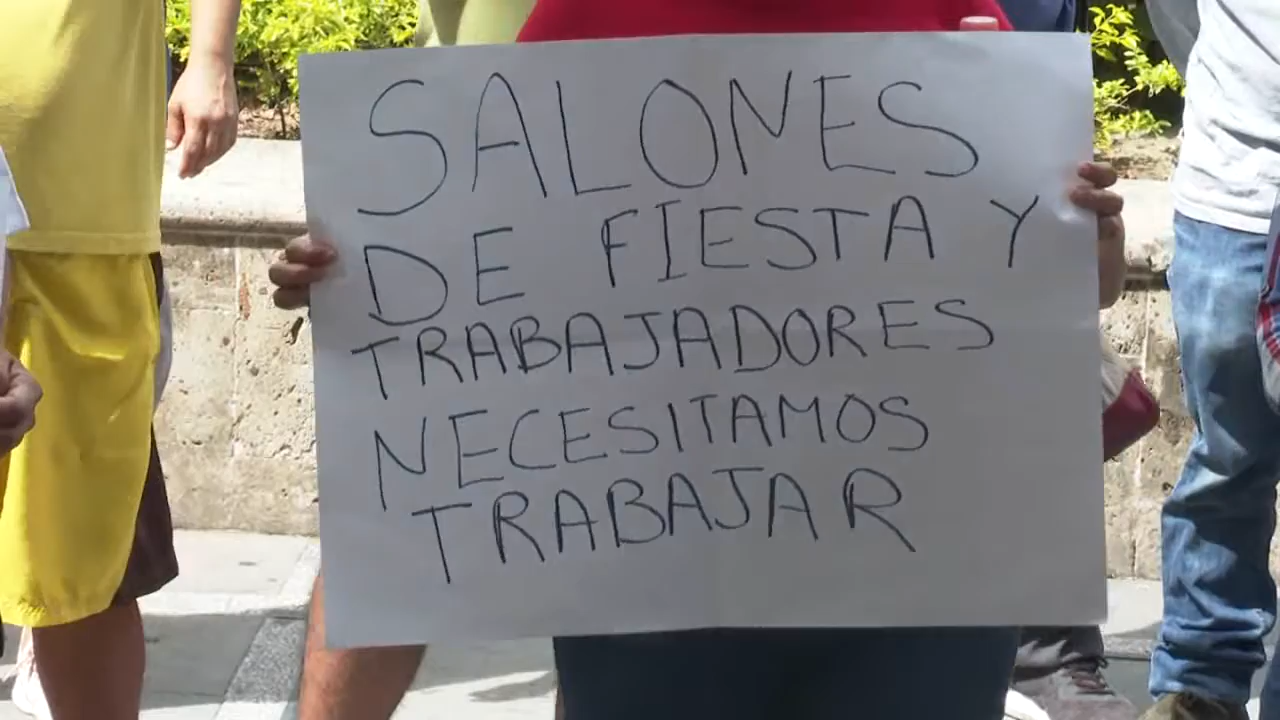 SALONES
DE FIESTA Y
TRABAJADORES
NECESITAMOS
TRABAJAR